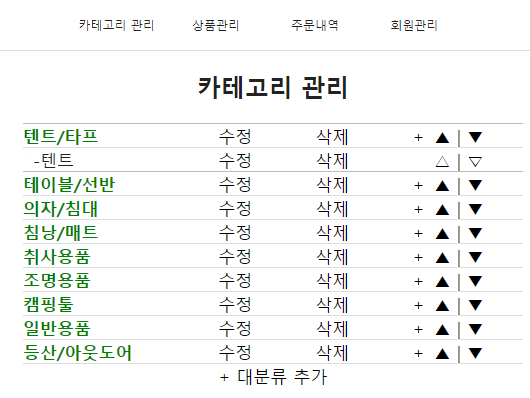 카테고리 관리 상품관리 주문내역 회원관리
카테고리 관리
텐트/타프 수정 삭제 + ▲ | ▼
-텐트 수정 삭제 △ | ▽
테이블/선반 수정 삭제 + ▲ | ▼
의자/침대 수정 삭제 + ▲ | ▼
침낭/매트 수정 삭제 + ▲ | ▼
취사용품 수정 삭제 + ▲ | ▼
조명용품 수정 삭제 + ▲ | ▼
캠핑툴 수정 삭제 + ▲ | ▼
일반용품 수정 삭제 + ▲ | ▼
등산/아웃도어 수정 삭제 + ▲ | ▼
+ 대분류 추가